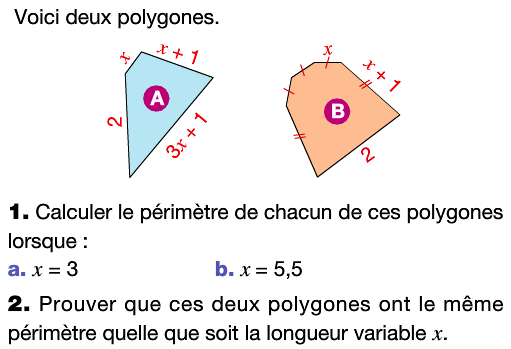 Voici deux polygones.
x
x + 1
A
2
3x + 1
x
x + 1
B
2
1. Calculer le périmètre de chacun de ces polygones
lorsque :
a. x = 3 b. x = 5,5
2. Prouver que ces deux polygones ont le même
périmètre quelle que soit la longueur variable x.